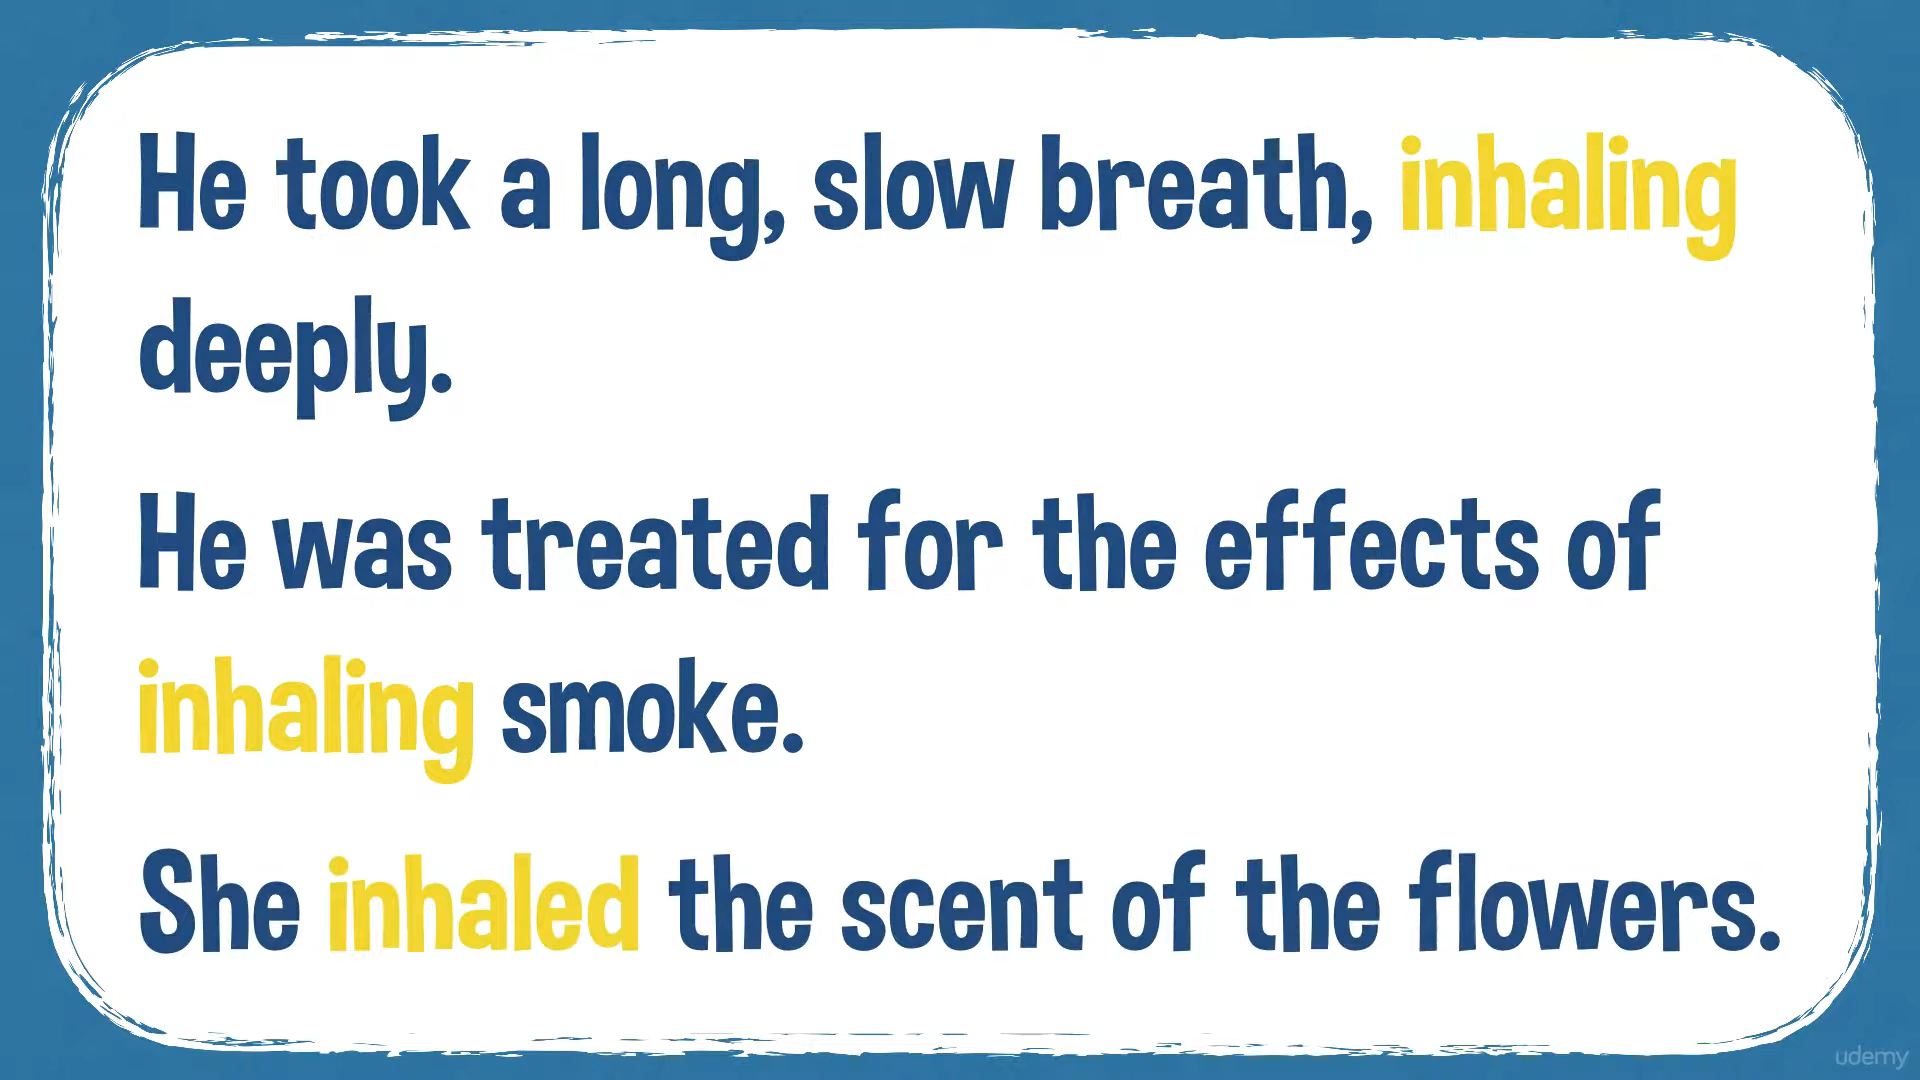 He took a long, slow breath, inhaling
deeply.
He was treated for the effects of
inhaling smoke.
She inhaled the scent of the flowers.
udemy